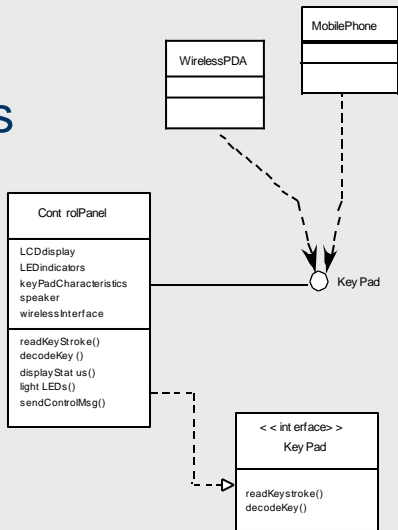 MobilePhone
WirelessPDA
s
Cont rolPanel
LCDdisplay
LEDindicators
keyPadCharacteristics
speaker
wirelessInterface
readKeyStroke()
decodeKey ()
displayStat us()
light LEDs()
sendControlMsg()
Key Pad
< < int erface> >
Key Pad
readKeystroke()
decodeKey()